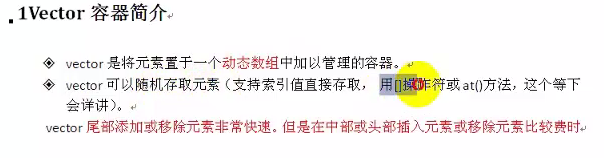 1Vector 容器简介
vector 是将元素置于一个动态数组中加以管理的容器。
vector 可以随机存取元素（支持索引值直接存取， 用[]操作符或 at()方法，这个等下
会详讲）。
vector 尾部添加或移除元素非常快速。但是在中部或头部插入元素或移除元素比较费时